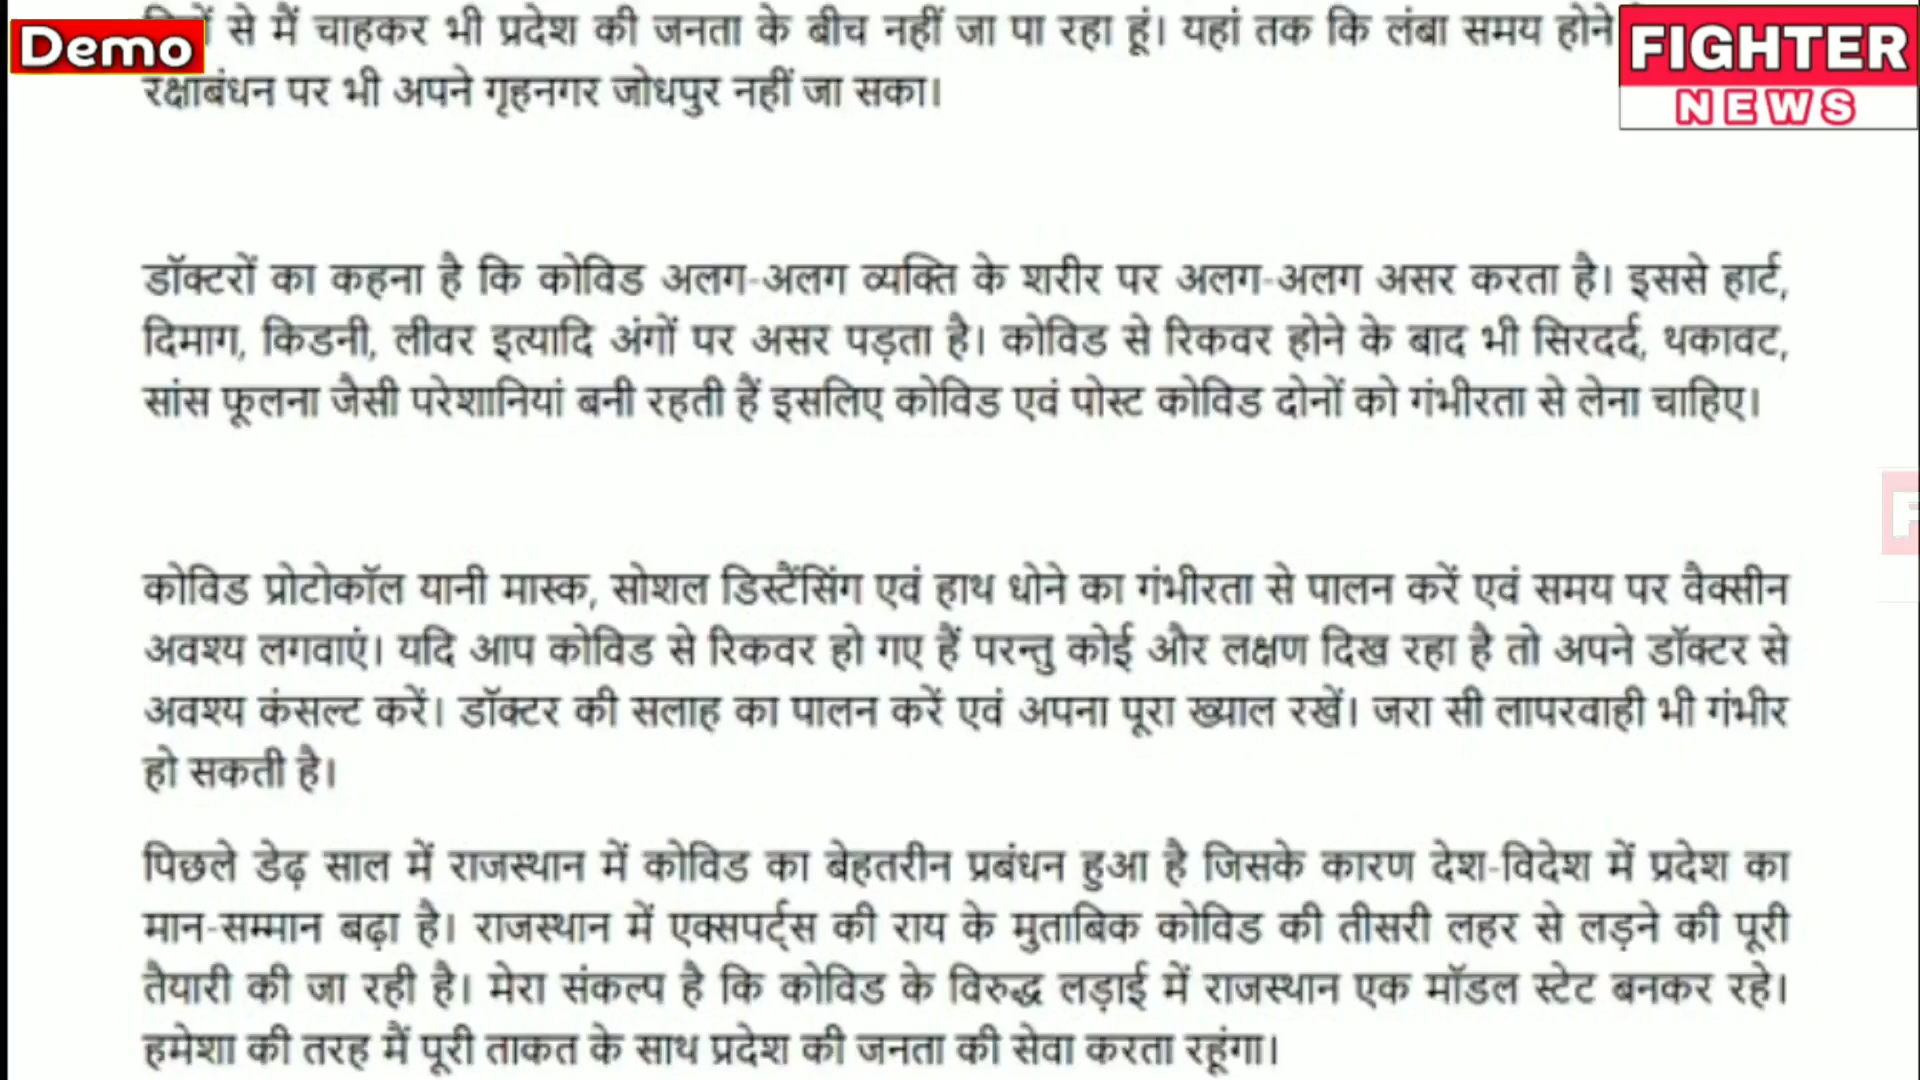 Demo
से मैं चाहकर भी प्रदेश की जनता के बीच नहीं जा पा रहा हूं। यहां तक कि लंबा समय होने
FIGHTER
NEWS
रक्षाबंधन पर भी अपने गृहनगर जोधपुर नहीं जा सका।
डॉक्टरों का कहना है कि कोविड अलग-अलग व्यक्ति के शरीर पर अलग-अलग असर करता है। इससे हार्ट,
दिमाग, किडनी, लीवर इत्यादि अंगों पर असर पड़ता है। कोविड से रिकवर होने के बाद भी सिरदर्द, थकावट,
सांस फूलना जैसी परेशानियां बनी रहती हैं इसलिए कोविड एवं पोस्ट कोविड दोनों को गंभीरता से लेना चाहिए।
कोविड प्रोटोकॉल यानी मास्क, सोशल डिस्टैंसिंग एवं हाथ धोने का गंभीरता से पालन करें एवं समय पर वैक्सीन
अवश्य लगवाएं। यदि आप कोविड से रिकवर हो गए हैं परन्तु कोई और लक्षण दिख रहा है तो अपने डॉक्टर से
अवश्य कंसल्ट करें। डॉक्टर की सलाह का पालन करें एवं अपना पूरा ख्याल रखें। जरा सी लापरवाही भी गंभीर
हो सकती है।
पिछले डेढ़ साल में राजस्थान में कोविड का बेहतरीन प्रबंधन हुआ है जिसके कारण देश-विदेश में प्रदेश का
मान-सम्मान बढ़ा है। राजस्थान में एक्सपर्ट्स की राय के मुताबिक कोविड की तीसरी लहर से लड़ने की पूरी
तैयारी की जा रही है। मेरा संकल्प है कि कोविड के विरुद्ध लड़ाई में राजस्थान एक मॉडल स्टेट बनकर रहे।
हमेशा की तरह मैं पूरी ताकत के साथ प्रदेश की जनता की सेवा करता रहूंगा।